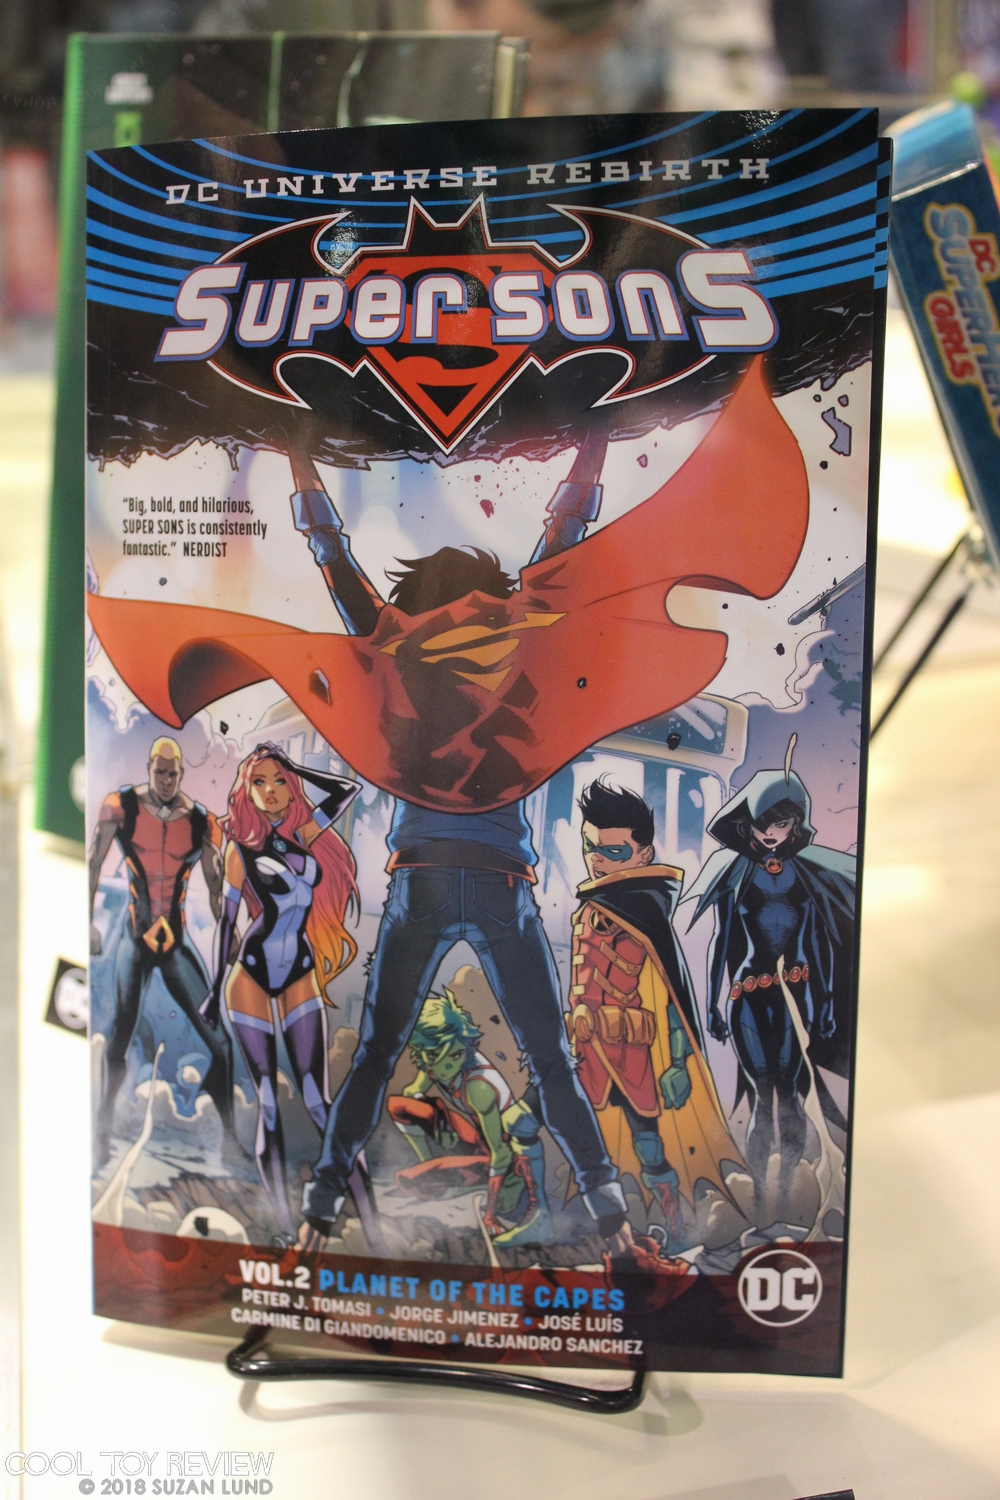 DC UNIVERSE REBIRTH
SUPER SONS
"Big, bold, and hilarious,
SUPER SONS is consistently
fantastic." NERDIST
VOL.2 PLANET OF THE CAPES
PETER J. TOMASI • JORGE JIMENEZ • JOSÉ LUÍS
CARMINE DI GIANDOMENICO • ALEJANDRO SANCHEZ
DC
DC
GIRLS
COOL TOY REVIEW
© 2018 SUZAN LUND